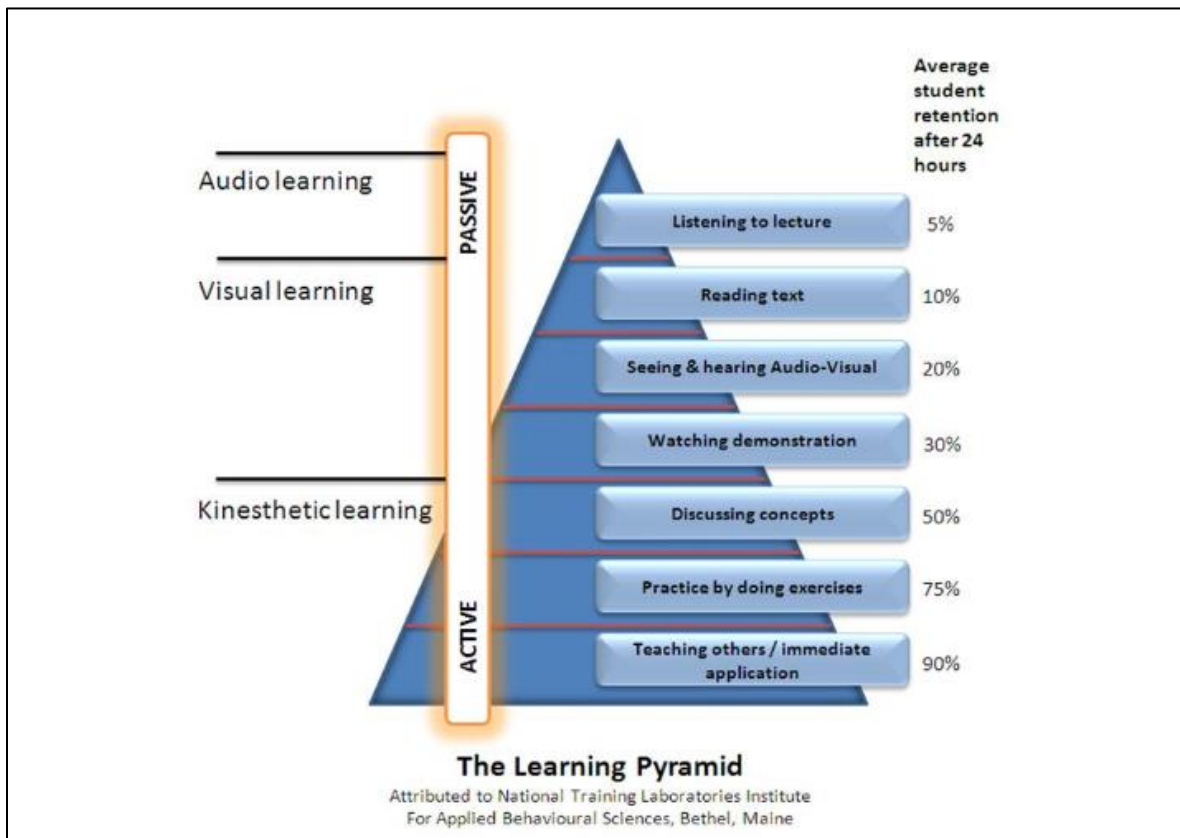 Average
student
retention
after 24
hours
Audio learning
PASSIVE
Listening to lecture
5%
Visual learning
Reading text
10%
Seeing & hearing Audio-Visual
20%
Watching demonstration
30%
Kinesthetic learning
Discussing concepts
50%
Practice by doing exercises
75%
ACTIVE
Teaching others / immediate
application
90%
The Learning Pyramid
Attributed to National Training Laboratories Institute
For Applied Behavioural Sciences, Bethel, Maine